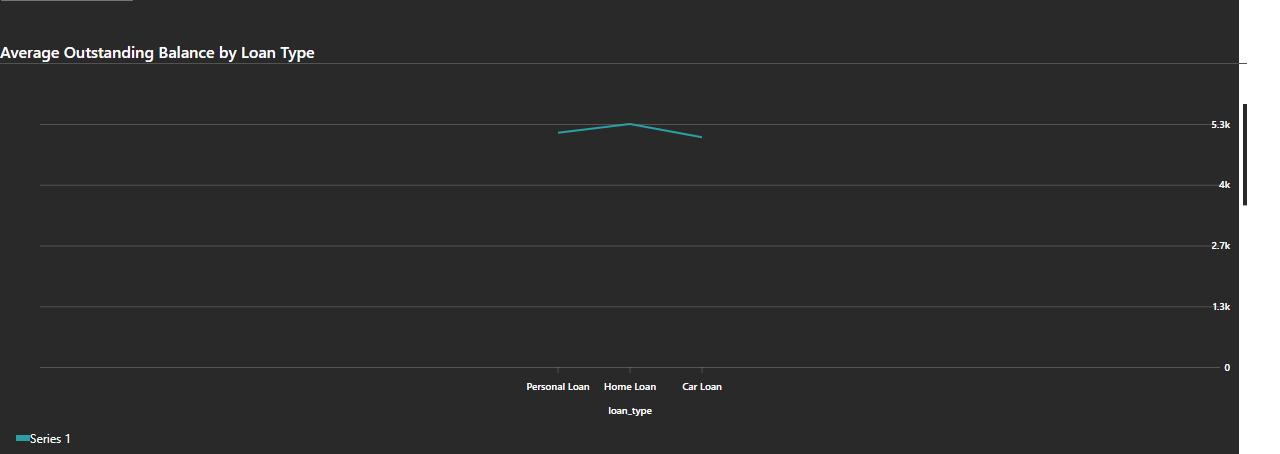 Average Outstanding Balance by Loan Type
5.3k
4k
2.7k
1.3k
0
Personal Loan Home Loan Car Loan
loan_type
Series 1